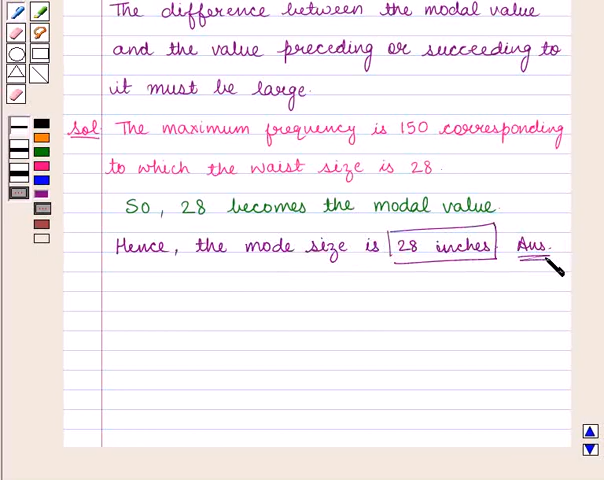 The difference between the modal value
and the value preceding or succeeding to
it must be large.
Sol The maximum frequency is 150 corresponding
to which the waist size is 28.
So, 28 becomes the modal value.
Hence, the mode size is 28 inches Ans.